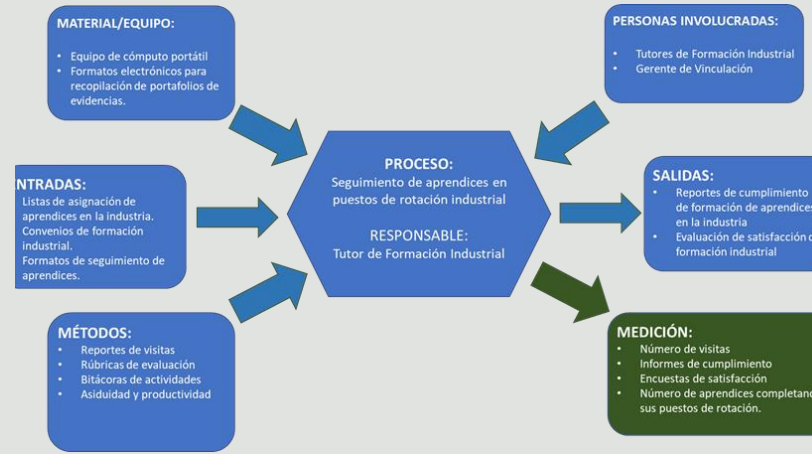 MATERIAL/EQUIPO:
• Equipo de cómputo portátil
• Formatos electrónicos para
recopilación de portafolios de
evidencias.
PERSONAS INVOLUCRADAS:
• Tutores de Formación Industrial
• Gerente de Vinculación
NTRADAS:
Listas de asignación de
aprendices en la industria.
Convenios de formación
industrial.
Formatos de seguimiento de
aprendices.
PROCESO:
Seguimiento de aprendices en
puestos de rotación industrial
RESPONSABLE:
Tutor de Formación Industrial
SALIDAS:
• Reportes de cumplimiento
de formación de aprendices
en la industria
• Evaluación de satisfacción d
formación industrial
MÉTODOS:
• Reportes de visitas
• Rúbricas de evaluación
• Bitácoras de actividades
• Asiduidad y productividad
MEDICIÓN:
• Número de visitas
• Informes de cumplimiento
• Encuestas de satisfacción
• Número de aprendices completand
sus puestos de rotación.